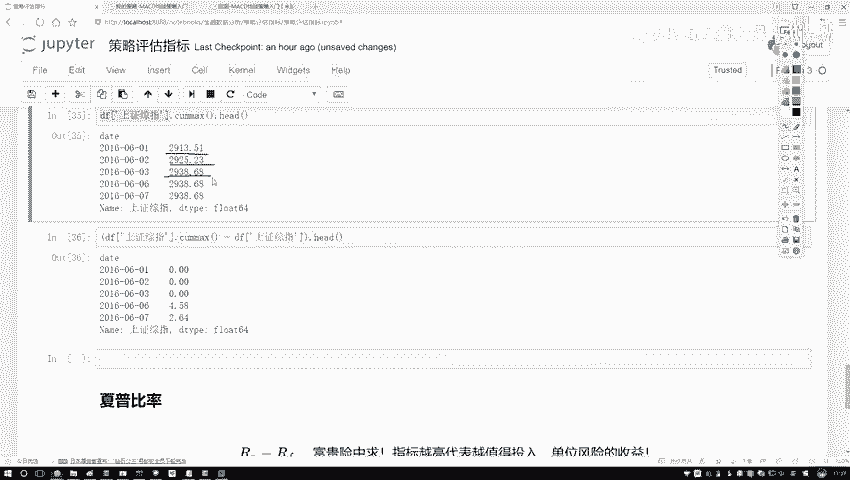 策略评估指标
jupyter 策略评估指标 Last Checkpoint: an hour ago (unsaved changes)
File Edit View Insert Cell Kernel Widgets Help
Trusted
Code
In [35]: df["上证综指"].cummax().head()
Out[35]: date
2016-06-01 2913.51
2016-06-02 2925.23
2016-06-03 2938.68
2016-06-06 2938.68
2016-06-07 2938.68
Name: 上证综指, dtype: float64
In [36]: (df["上证综指"].cummax() - df["上证综指"]).head()
Out[36]: date
2016-06-01 0.00
2016-06-02 0.00
2016-06-03 0.00
2016-06-06 4.58
2016-06-07 2.64
Name: 上证综指, dtype: float64
In [ ]:
夏普比率
富贵险中求！指标越高代表越值得投入，单位风险的收益！